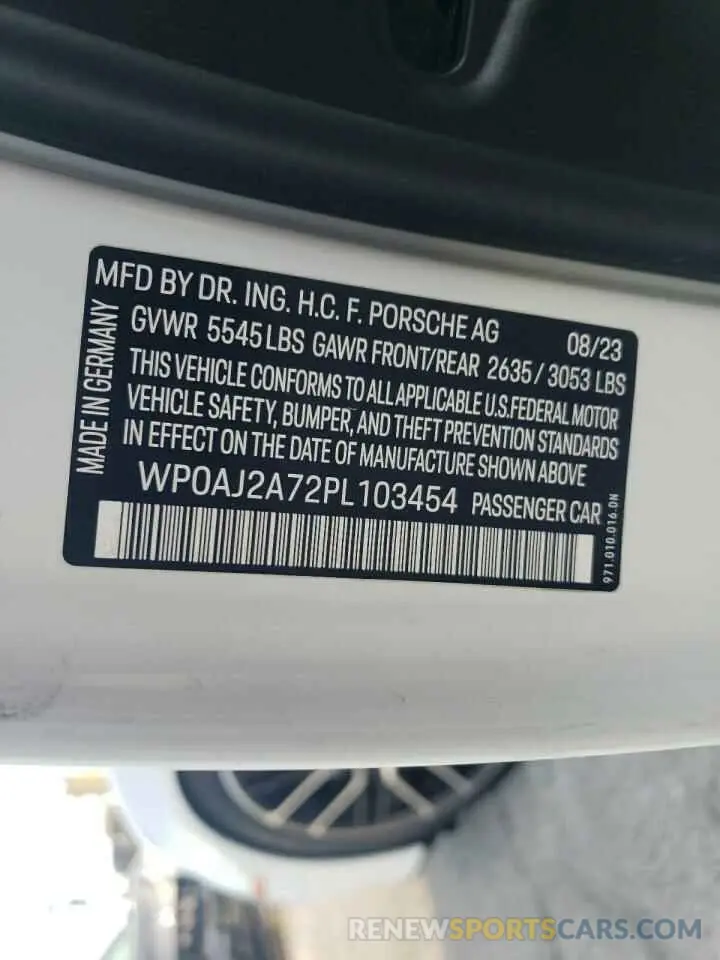 MFD BY DR. ING. H.C. F. PORSCHE AG 08/23
GVWR 5545 LBS GAWR FRONT/REAR 2635 / 3053 LBS
THIS VEHICLE CONFORMS TO ALL APPLICABLE U.S. FEDERAL MOTOR
VEHICLE SAFETY, BUMPER, AND THEFT PREVENTION STANDARDS
IN EFFECT ON THE DATE OF MANUFACTURE SHOWN ABOVE
WP0AJ2A72PL103454 PASSENGER CAR
MADE IN GERMANY
971.010.016.0N
RENEWSPORTSCARS.COM